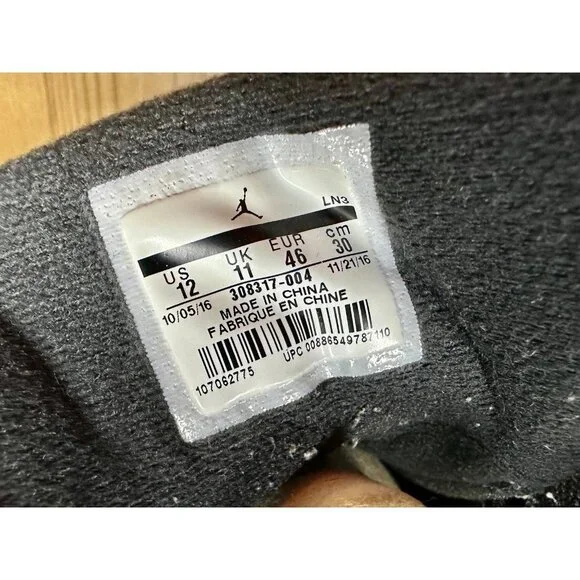 LN3
US UK EUR cm
12 11 46 30
10/05/16 308317-004 11/21/16
MADE IN CHINA
FABRIQUE EN CHINE
107062775 UPC 00886549787110